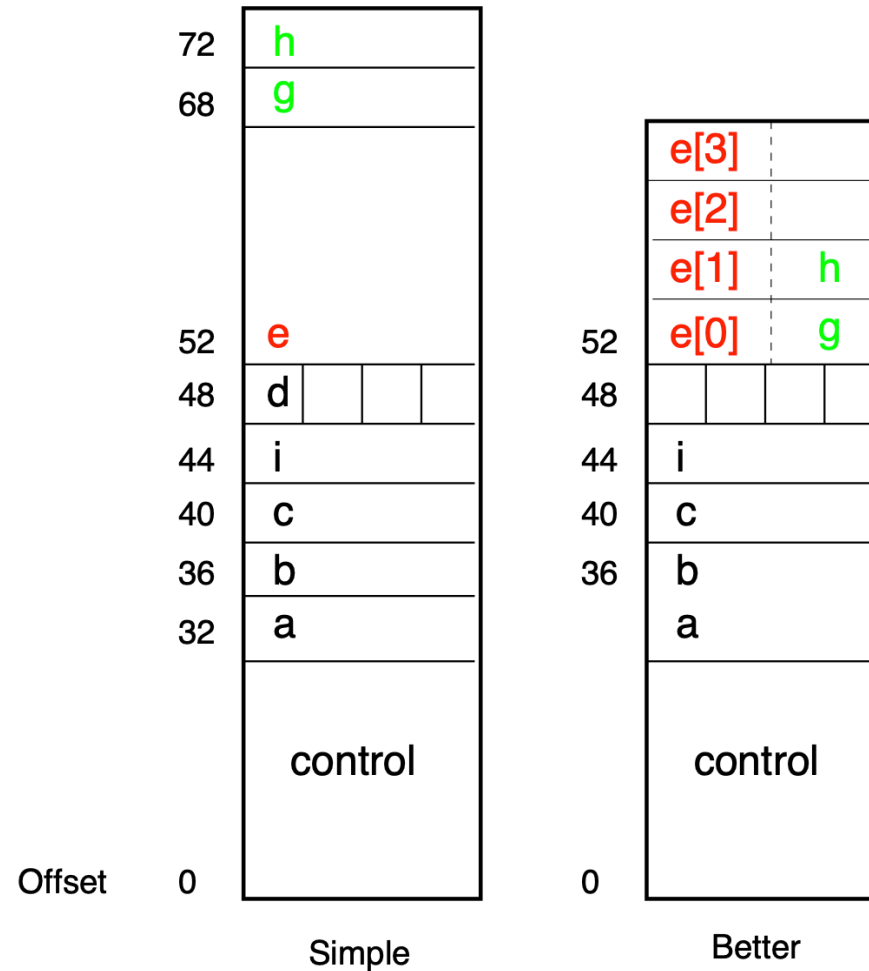 72 h
68 g
52 e
48 d
44 i
40 c
36 b
32 a
control
Offset 0
Simple
e[3]
e[2]
e[1] h
52 e[0] g
48
44 i
40 c
36 b
a
control
0
Better